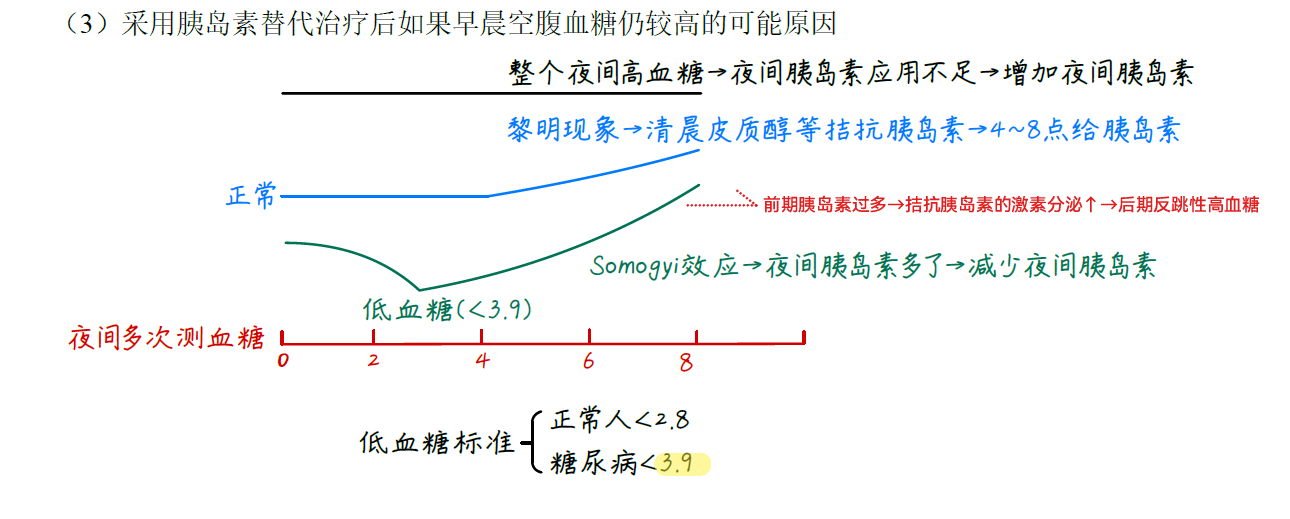 （3）采用胰岛素替代治疗后如果早晨空腹血糖仍较高的可能原因
整个夜间高血糖→夜间胰岛素应用不足→增加夜间胰岛素
黎明现象→清晨皮质醇等拮抗胰岛素→4~8点给胰岛素
正常
前期胰岛素过多→拮抗胰岛素的激素分泌↑→后期反跳性高血糖
Somogyi效应→夜间胰岛素多了→减少夜间胰岛素
低血糖(<3.9)
夜间多次测血糖
0 2 4 6 8
正常人<2.8
低血糖标准
糖尿病<3.9